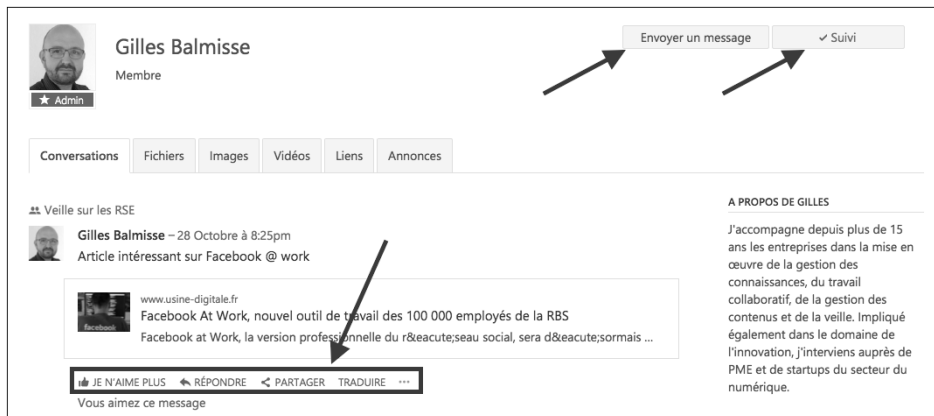 Gilles Balmisse
Membre
★ Admin
Envoyer un message
✓ Suivi
Conversations
Fichiers
Images
Vidéos
Liens
Annonces
Veille sur les RSE
Gilles Balmisse – 28 Octobre à 8:25pm
Article intéressant sur Facebook @ work
facebook
www.usine-digitale.fr
Facebook At Work, nouvel outil de travail des 100 000 employés de la RBS
Facebook at Work, la version professionnelle du r&eacute;seau social, sera d&eacute;sormais ...
JE N'AIME PLUS RÉPONDRE PARTAGER TRADUIRE ···
Vous aimez ce message
A PROPOS DE GILLES
J'accompagne depuis plus de 15
ans les entreprises dans la mise en
œuvre de la gestion des
connaissances, du travail
collaboratif, de la gestion des
contenus et de la veille. Impliqué
également dans le domaine de
l'innovation, j'interviens auprès de
PME et de startups du secteur du
numérique.